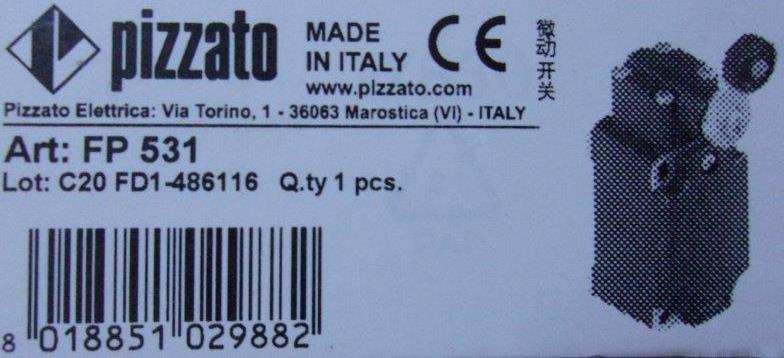 pizzato
MADE
IN ITALY
CE
www.pizzato.com
微动开关
Pizzato Elettrica: Via Torino, 1 - 36063 Marostica (VI) - ITALY
Art: FP 531
Lot: C20 FD1-486116 Q.ty 1 pcs.
PAP
8 018851 029882